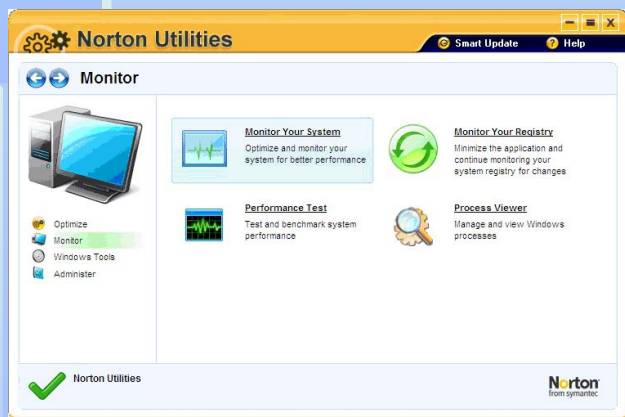 Norton Utilities
Smart Update
Help
Monitor
Monitor Your System
Optimize and monitor your
system for better performance
Monitor Your Registry
Minimize the application and
continue monitoring your
system registry for changes
Performance Test
Test and benchmark system
performance
Process Viewer
Manage and view Windows
processes
Optimize
Monitor
Windows Tools
Administer
Norton Utilities
Norton
from symantec